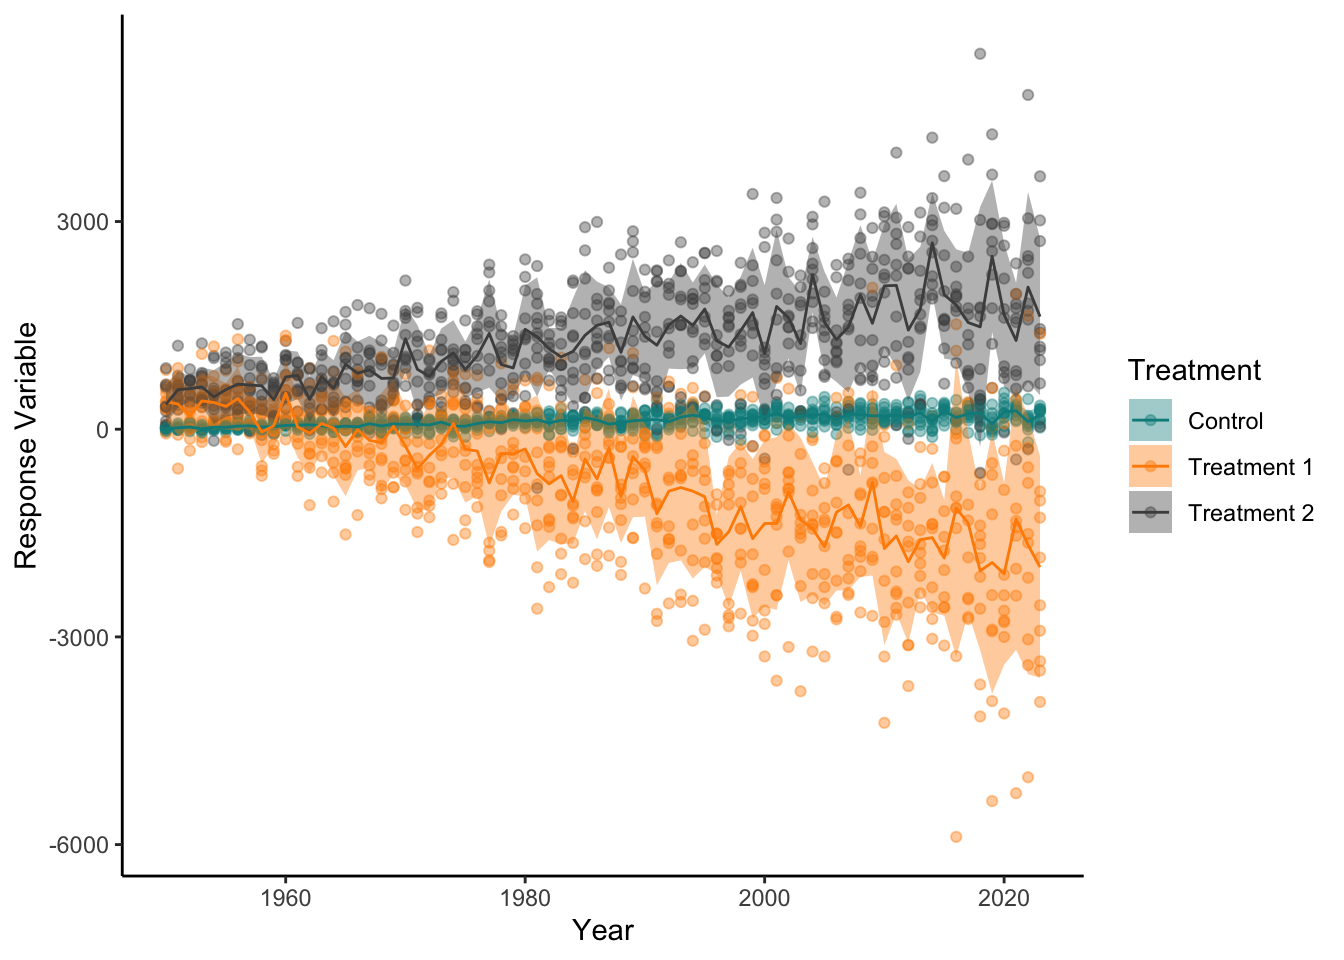 Response Variable
3000
0
-3000
-6000
1960
1980
2000
2020
Year
Treatment
Control
Treatment 1
Treatment 2